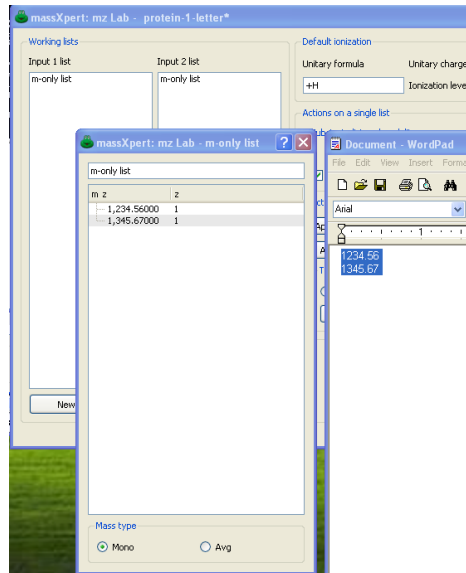 massXpert: mz Lab - protein-1-letter*
Working lists
Input 1 list
Input 2 list
m-only list
m-only list
New
Default ionization
Unitary formula
Unitary charge
+H
Ionization leve
Actions on a single list
massXpert: mz Lab - m-only list
m-only list
m z
z
1,234.56000 1
1,345.67000 1
Mass type
Mono
Avg
Document - WordPad
File Edit View Insert Forma
Arial
1
1234.56
1345.67